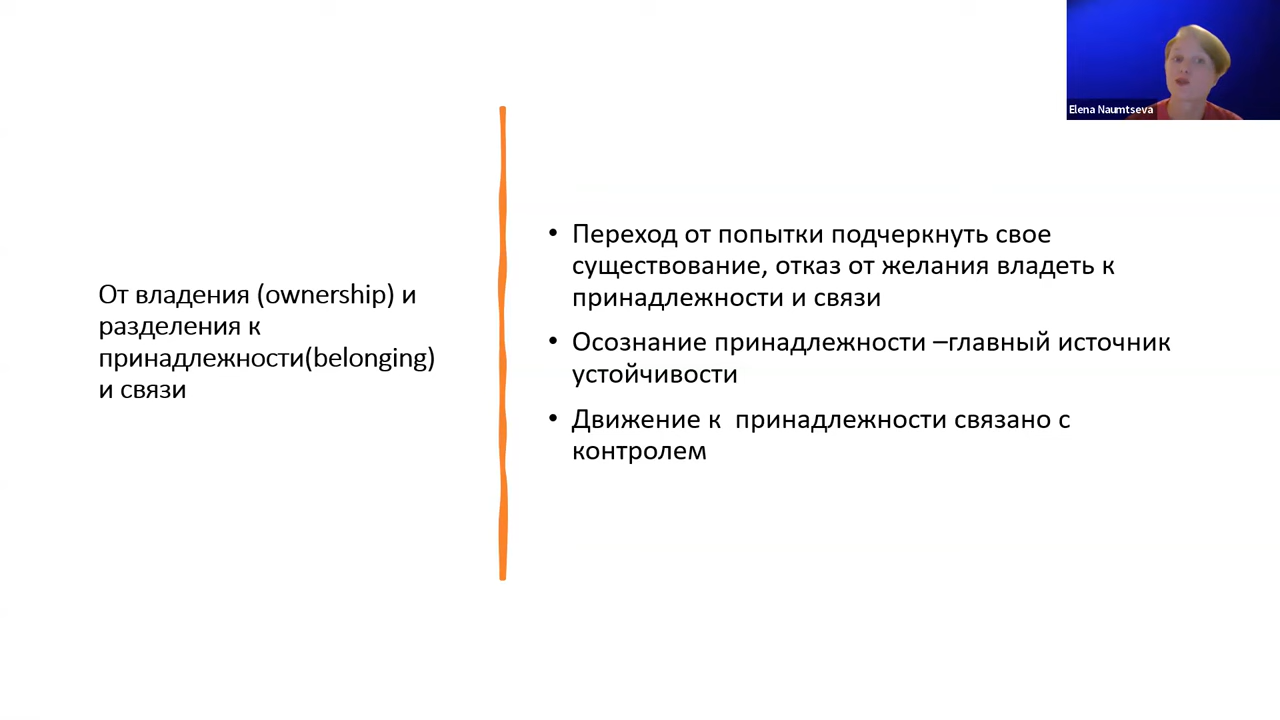 Elena Naumtseva
От владения (ownership) и
разделения к
принадлежности(belonging)
и связи
• Переход от попытки подчеркнуть свое
существование, отказ от желания владеть к
принадлежности и связи
• Осознание принадлежности –главный источник
устойчивости
• Движение к  принадлежности связано с
контролем